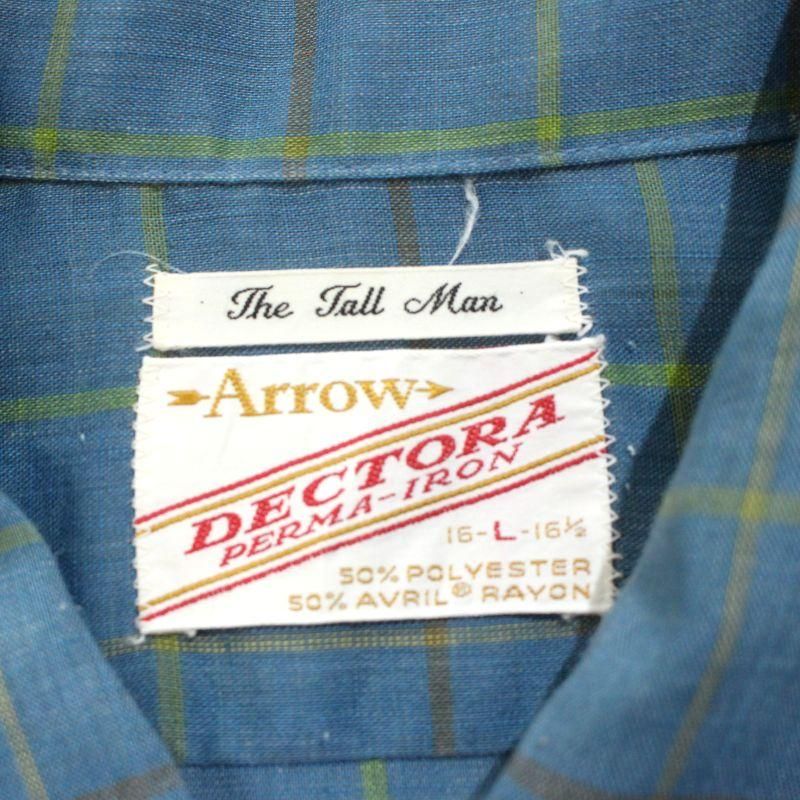 The Tall Man
Arrow
DECTORA
PERMA-IRON
16-L-16½
50% POLYESTER
50% AVRIL® RAYON